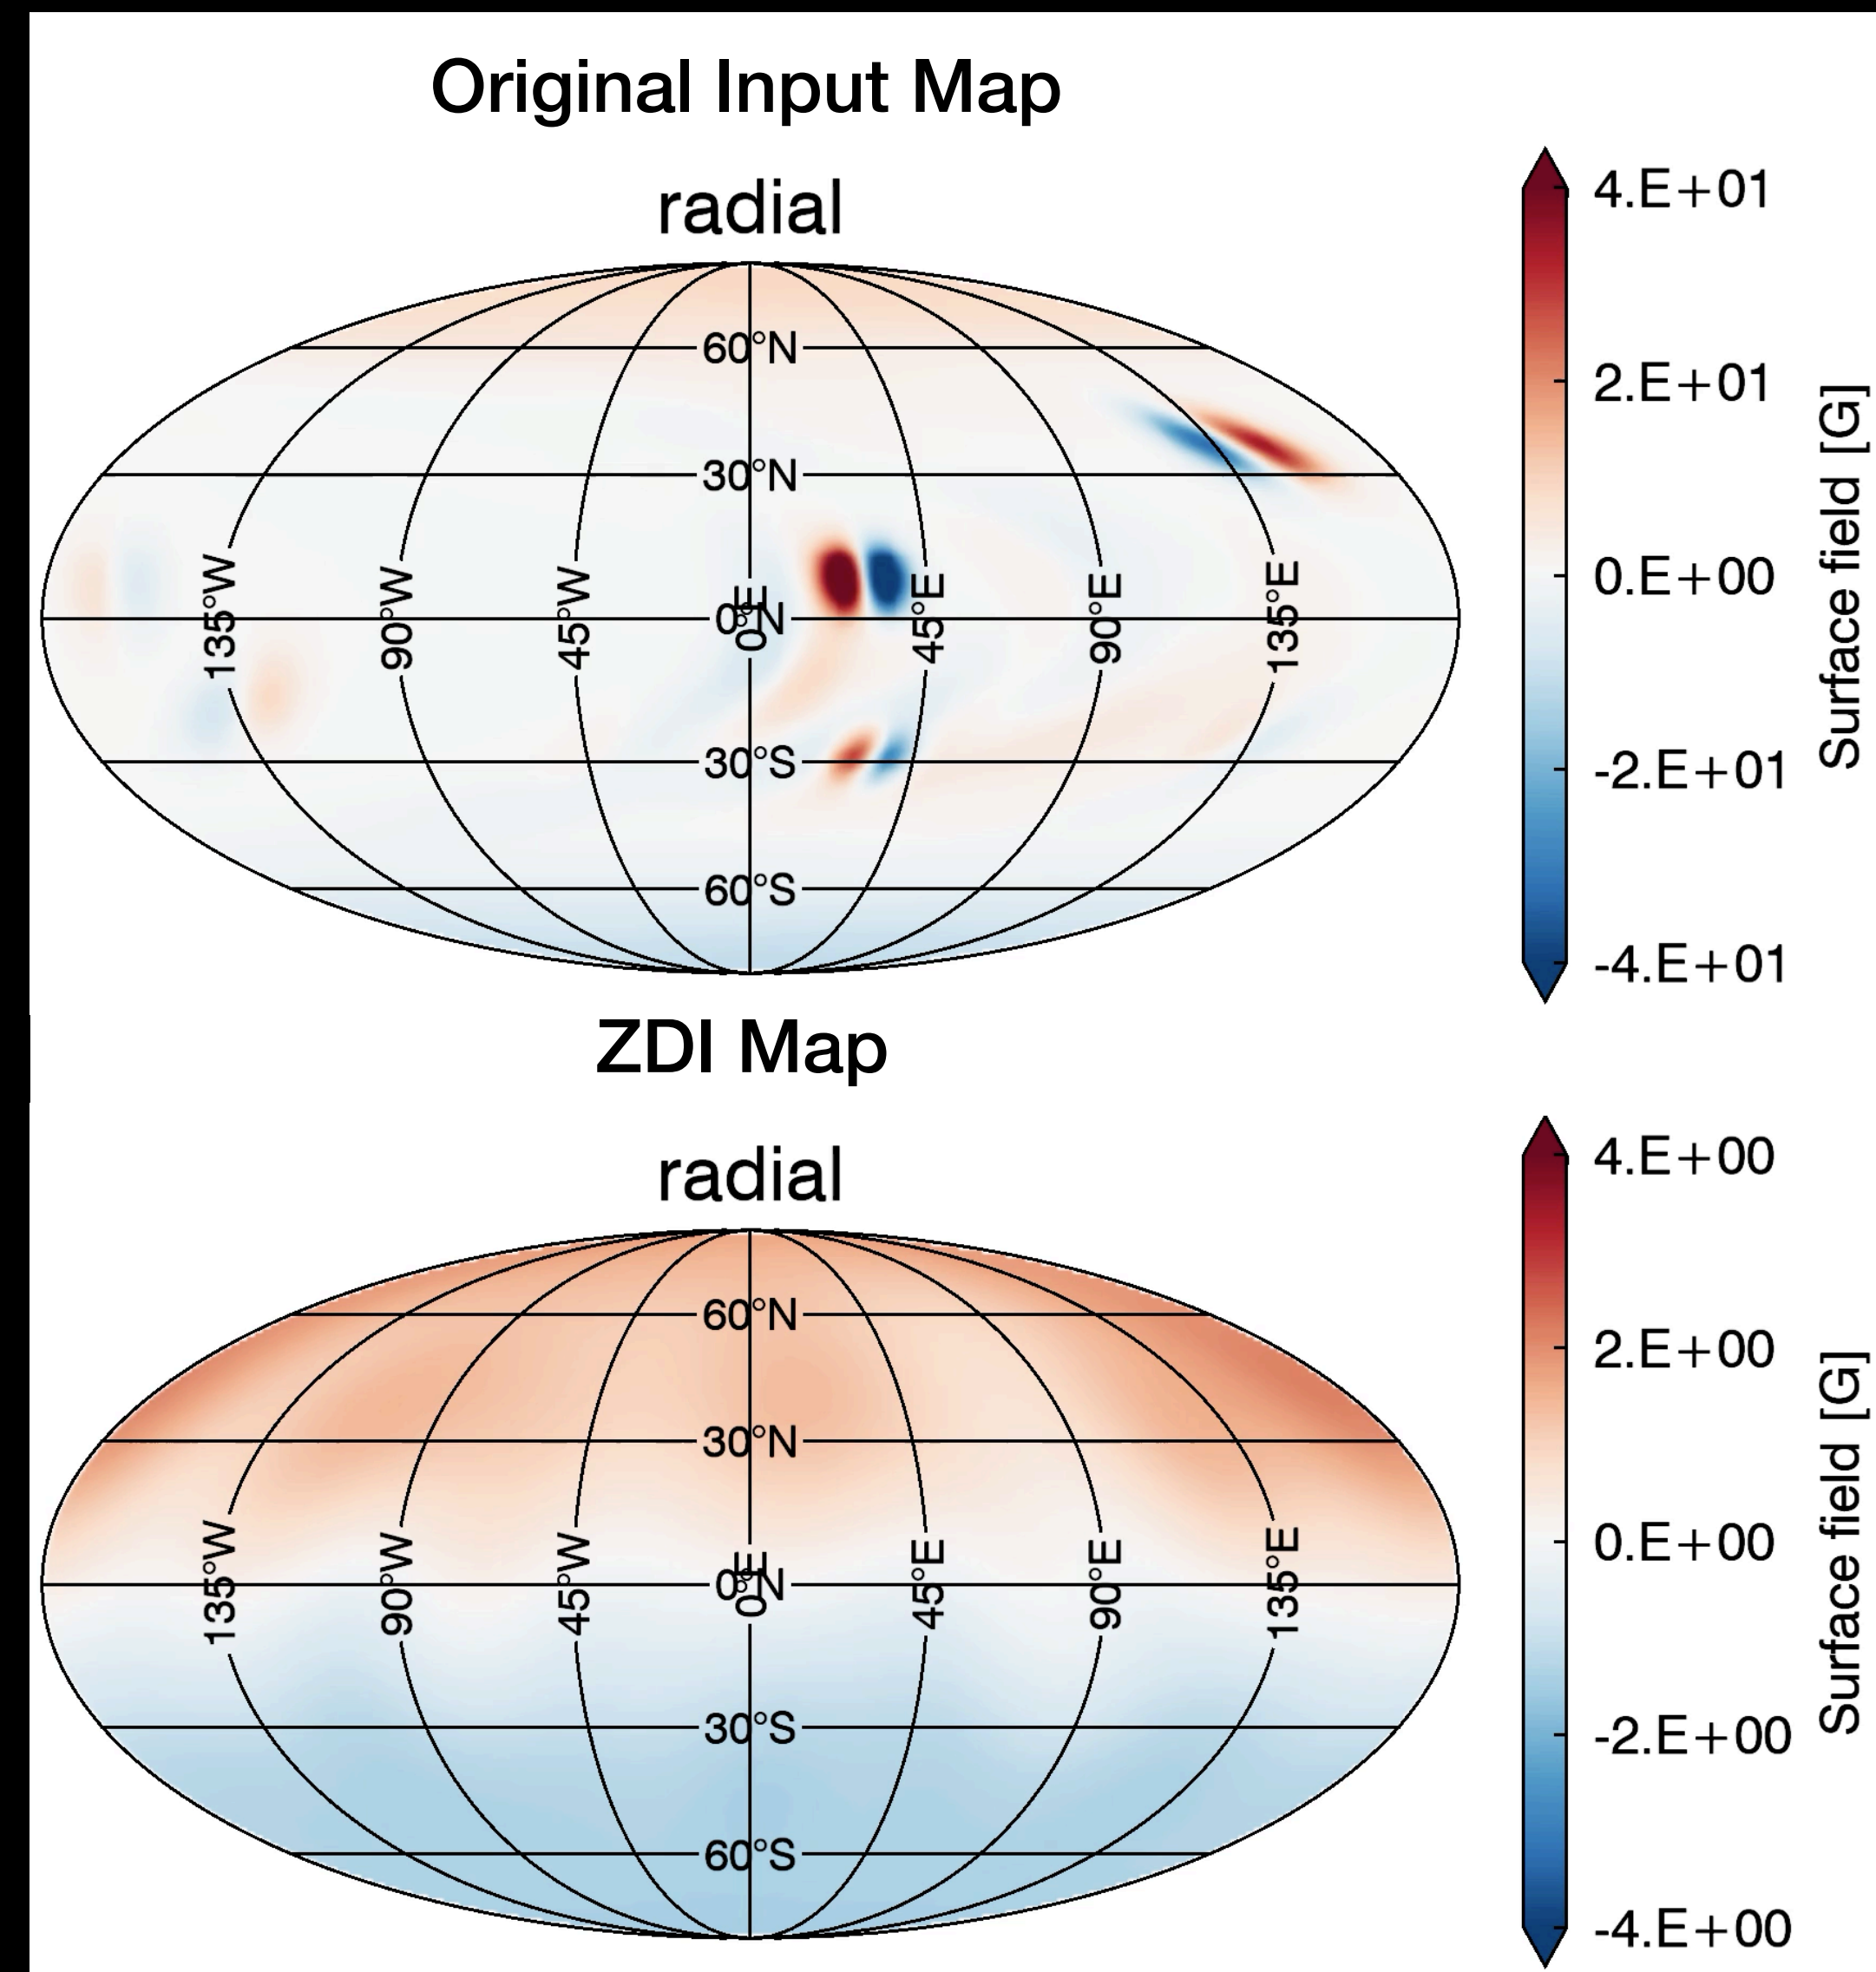 Original Input Map
radial
60°N
30°N
135°W 90°W 45°W 0°E 0°N 45°E 90°E 135°E
30°S
60°S
4.E+01
2.E+01
0.E+00
-2.E+01
-4.E+01
Surface field [G]
ZDI Map
radial
60°N
30°N
135°W 90°W 45°W 0°E 0°N 45°E 90°E 135°E
30°S
60°S
4.E+00
2.E+00
0.E+00
-2.E+00
-4.E+00
Surface field [G]